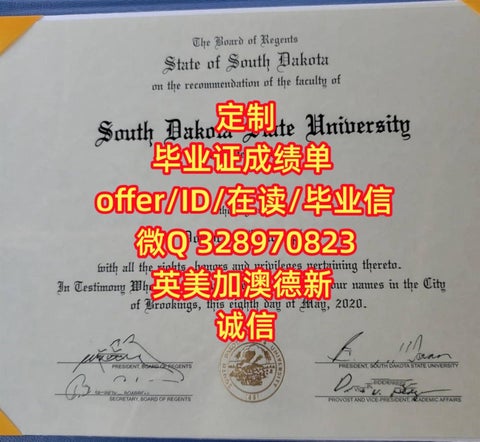 The Board of Regents
State of South Dakota
on the recommendation of the faculty of
定制
South Dakota State University
毕业证成绩单
offer/ID/在读/毕业信
微Q 328970823
with all the rights, honors and privileges pertaining thereto.
英美加澳德新
In Testimony our names in the City
of Brookings, this eighth day of May, 2020.
诚信
PRESIDENT, BOARD OF REGENTS
PRESIDENT, SOUTH DAKOTA STATE UNIVERSITY
SECRETARY, BOARD OF REGENTS
PROVOST AND VICE-PRESIDENT, ACADEMIC AFFAIRS